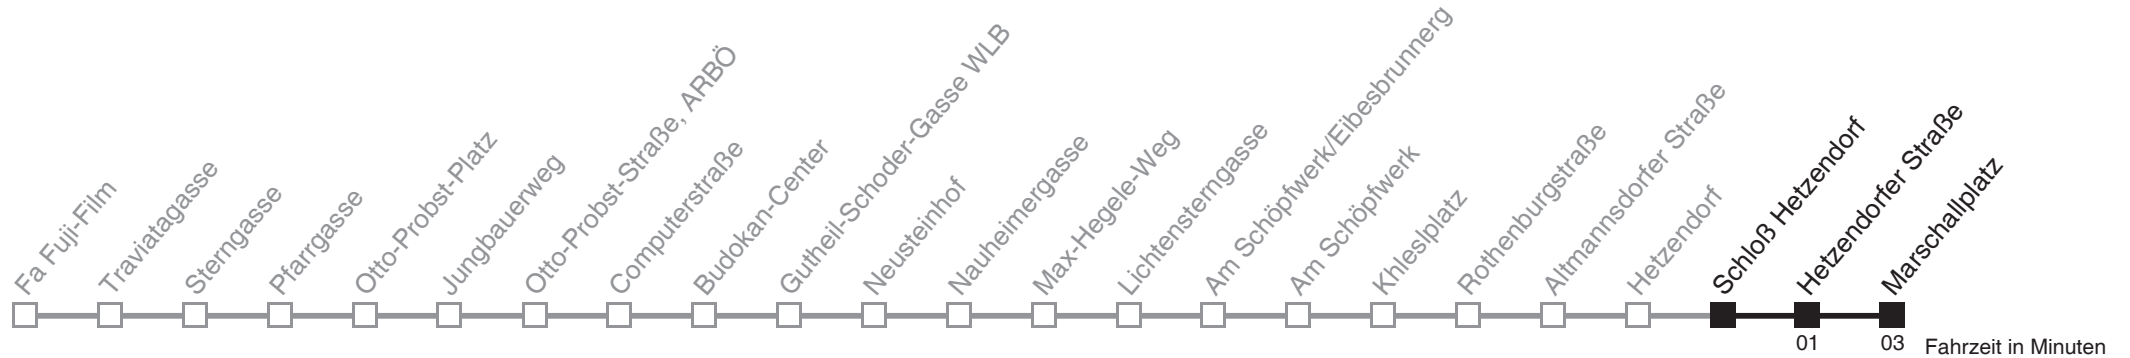 Fa Fuji-Film
Traviatagasse
Sterngasse
Pfarrgasse
Otto-Probst-Platz
Jungbauerweg
Otto-Probst-Straße, ARBÖ
Computerstraße
Budokan-Center
Gutheil-Schoder-Gasse WLB
Neusteinhof
Nauheimergasse
Max-Hegele-Weg
Lichtensterngasse
Am Schöpfwerk/Eibesbrunnerg
Am Schöpfwerk
Khleslplatz
Rothenburgstraße
Altmannsdorfer Straße
Hetzendorf
Schloß Hetzendorf
Hetzendorfer Straße
Marschallplatz
01
03
Fahrzeit in Minuten